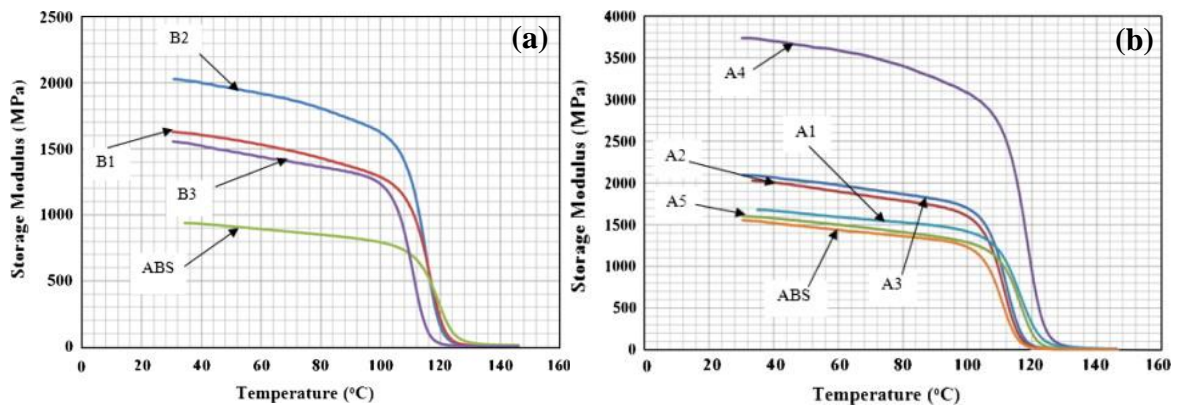 (a)
Storage Modulus (MPa)
2500
2000
1500
1000
500
0
B2
B1
B3
ABS
0 20 40 60 80 100 120 140 160
Temperature (°C)
(b)
Storage Modulus (MPa)
4000
3500
3000
2500
2000
1500
1000
500
0
A4
A1
A2
A5
ABS
A3
0 20 40 60 80 100 120 140 160
Temperature (°C)